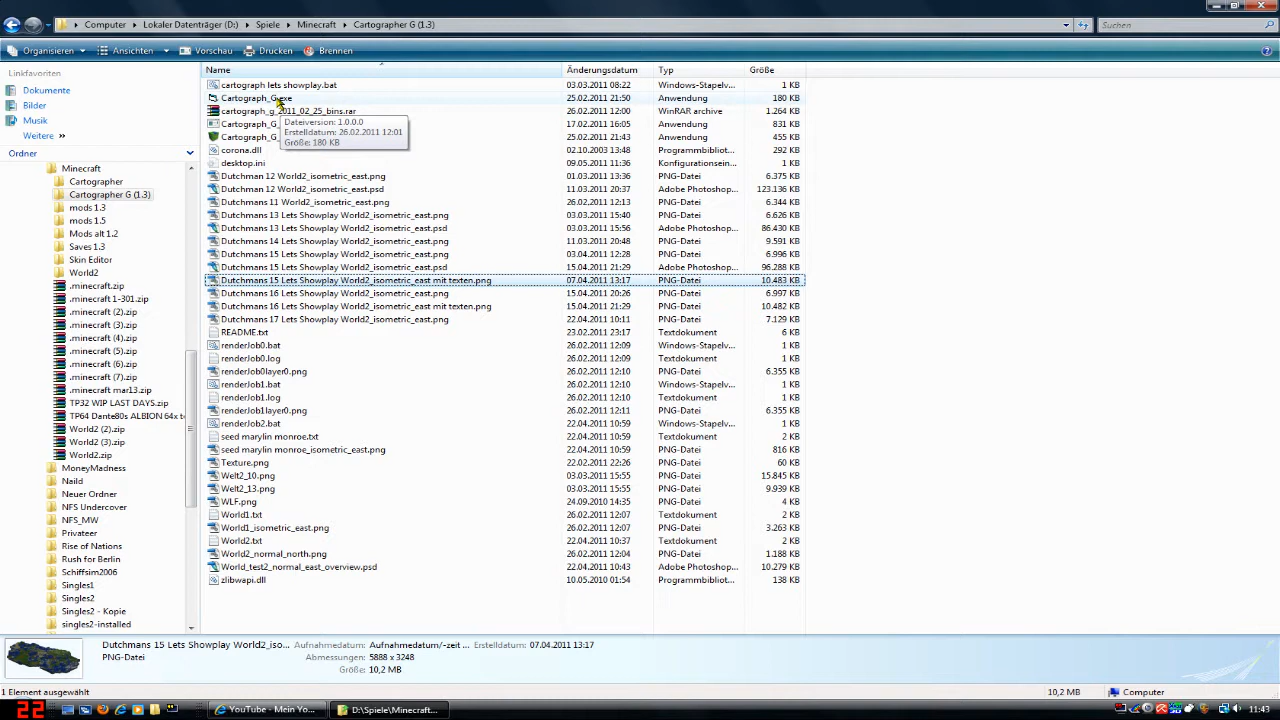 Computer ▸ Lokaler Datenträger (D:) ▸ Spiele ▸ Minecraft ▸ Cartographer G (1.3)
Suchen
Organisieren Ansichten Vorschau Drucken Brennen
Linkfavoriten
Dokumente
Bilder
Musik
Weitere »
Ordner
Minecraft
Cartographer
Cartographer G (1.3)
mods 1.3
mods 1.5
Mods alt 1.2
Saves 1.3
Skin Editor
World2
.minecraft.zip
.minecraft 1-301.zip
.minecraft (2).zip
.minecraft (3).zip
.minecraft (4).zip
.minecraft (5).zip
.minecraft (6).zip
.minecraft (7).zip
.minecraft mar13.zip
TP32 WIP LAST DAYS.zip
TP64 Dante80s ALBION 64x t
World2 (2).zip
World2 (3).zip
World2.zip
MoneyMadness
Naild
Neuer Ordner
NFS Undercover
NFS_MW
Privateer
Rise of Nations
Rush for Berlin
Schiffsim2006
Singles1
Singles2
Singles2 - Kopie
singles2-installed
Name Änderungsdatum Typ Größe
cartograph lets showplay.bat 03.03.2011 08:22 Windows-Stapelv... 1 KB
Cartograph_G.exe 25.02.2011 21:50 Anwendung 180 KB
cartograph_g_2011_02_25_bins.rar 26.02.2011 12:00 WinRAR archive 1.264 KB
Cartograph_G_ 17.02.2011 16:05 Anwendung 831 KB
Cartograph_G_ 25.02.2011 21:43 Anwendung 455 KB
corona.dll 02.10.2003 10:48 Programmbibliot... 392 KB
desktop.ini 09.05.2011 11:36 Konfigurationsein... 1 KB
Dutchman 12 World2_isometric_east.png 01.03.2011 13:36 PNG-Datei 6.375 KB
Dutchman 12 World2_isometric_east.psd 11.03.2011 20:37 Adobe Photoshop... 123.136 KB
Dutchmans 11 World2_isometric_east.png 26.02.2011 12:13 PNG-Datei 6.344 KB
Dutchmans 13 Lets Showplay World2_isometric_east.png 03.03.2011 15:40 PNG-Datei 6.626 KB
Dutchmans 13 Lets Showplay World2_isometric_east.psd 03.03.2011 15:56 Adobe Photoshop... 86.430 KB
Dutchmans 14 Lets Showplay World2_isometric_east.png 11.03.2011 20:48 PNG-Datei 9.591 KB
Dutchmans 15 Lets Showplay World2_isometric_east.png 03.04.2011 12:28 PNG-Datei 6.996 KB
Dutchmans 15 Lets Showplay World2_isometric_east.psd 15.04.2011 21:29 Adobe Photoshop... 96.288 KB
Dutchmans 15 Lets Showplay World2_isometric_east mit texten.png 07.04.2011 13:17 PNG-Datei 10.483 KB
Dutchmans 16 Lets Showplay World2_isometric_east.png 15.04.2011 20:26 PNG-Datei 6.997 KB
Dutchmans 16 Lets Showplay World2_isometric_east mit texten.png 15.04.2011 21:29 PNG-Datei 10.482 KB
Dutchmans 17 Lets Showplay World2_isometric_east.png 22.04.2011 10:11 PNG-Datei 7.129 KB
README.txt 23.02.2011 23:17 Textdokument 6 KB
renderJob0.bat 26.02.2011 12:09 Windows-Stapelv... 1 KB
renderJob0.log 26.02.2011 12:09 Textdokument 1 KB
renderJob0layer0.png 26.02.2011 12:09 PNG-Datei 6.355 KB
renderJob1.bat 26.02.2011 12:10 Windows-Stapelv... 1 KB
renderJob1.log 26.02.2011 12:10 Textdokument 1 KB
renderJob1layer0.png 26.02.2011 12:11 PNG-Datei 6.355 KB
renderJob2.bat 22.04.2011 10:59 Windows-Stapelv... 1 KB
seed marylin monroe.txt 22.04.2011 10:59 Textdokument 2 KB
seed marylin monroe_isometric_east.png 22.04.2011 10:59 PNG-Datei 816 KB
Texture.png 22.02.2011 22:26 PNG-Datei 60 KB
Welt2_10.png 03.03.2011 15:55 PNG-Datei 15.845 KB
Welt2_13.png 03.03.2011 15:55 PNG-Datei 9.939 KB
WLF.png 24.09.2010 14:35 PNG-Datei 4 KB
World1.txt 26.02.2011 12:07 Textdokument 2 KB
World1_isometric_east.png 26.02.2011 12:07 PNG-Datei 3.263 KB
World2.txt 26.02.2011 12:13 Textdokument 2 KB
World2_normal_north.png 26.02.2011 12:04 PNG-Datei 1.188 KB
World_test2_normal_east_overview.psd 22.04.2011 10:43 Adobe Photoshop... 10.279 KB
zlibwapi.dll 10.05.2010 01:54 Programmbibliot... 138 KB
Dateiversion: 1.0.0.0
Erstelldatum: 26.02.2011 12:01
Größe: 180 KB
Dutchmans 15 Lets Showplay World2_iso... Aufnahmedatum/-zeit ... Erstelldatum: 07.04.2011 13:17
PNG-Datei Abmessungen: 5888 x 3248
Größe: 10,2 MB
1 Element ausgewählt 10,2 MB Computer
22 YouTube - Mein Yo... D:\Spiele\Minecraft... 11:43